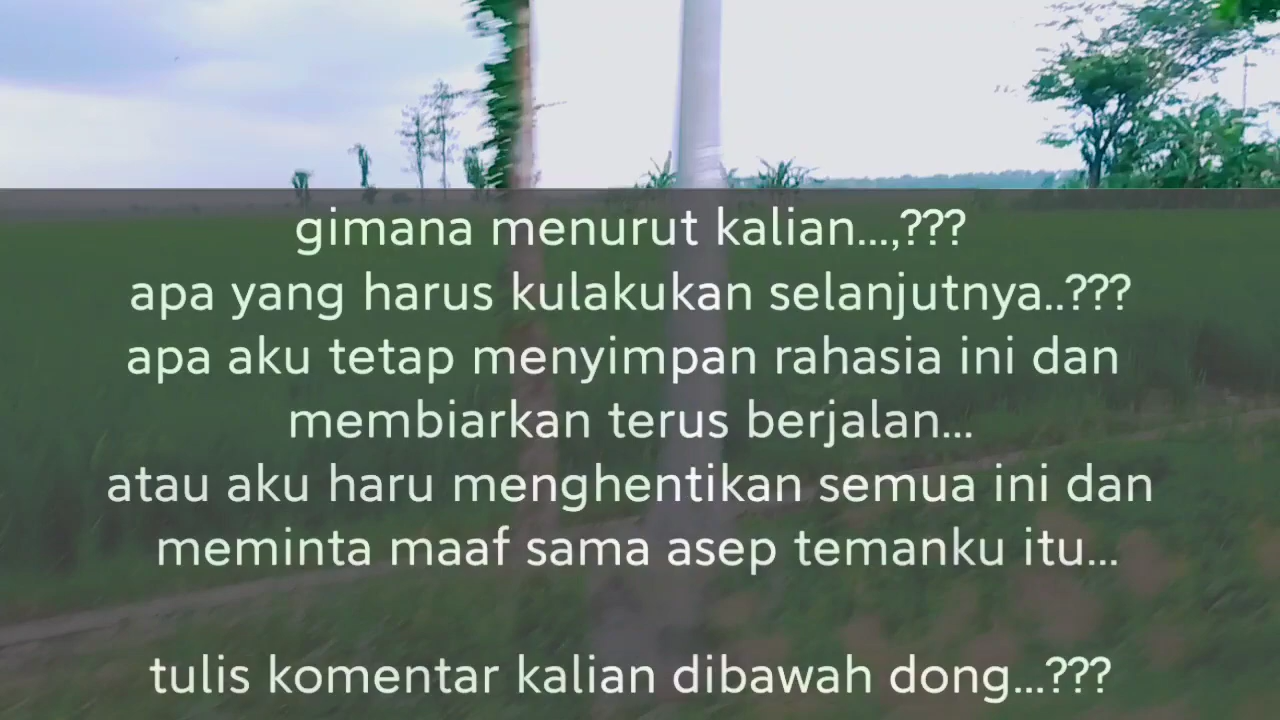 gimana menurut kalian...,???
apa yang harus kulakukan selanjutnya..???
apa aku tetap menyimpan rahasia ini dan
membiarkan terus berjalan...
atau aku haru menghentikan semua ini dan
meminta maaf sama asep temanku itu...
tulis komentar kalian dibawah dong...???